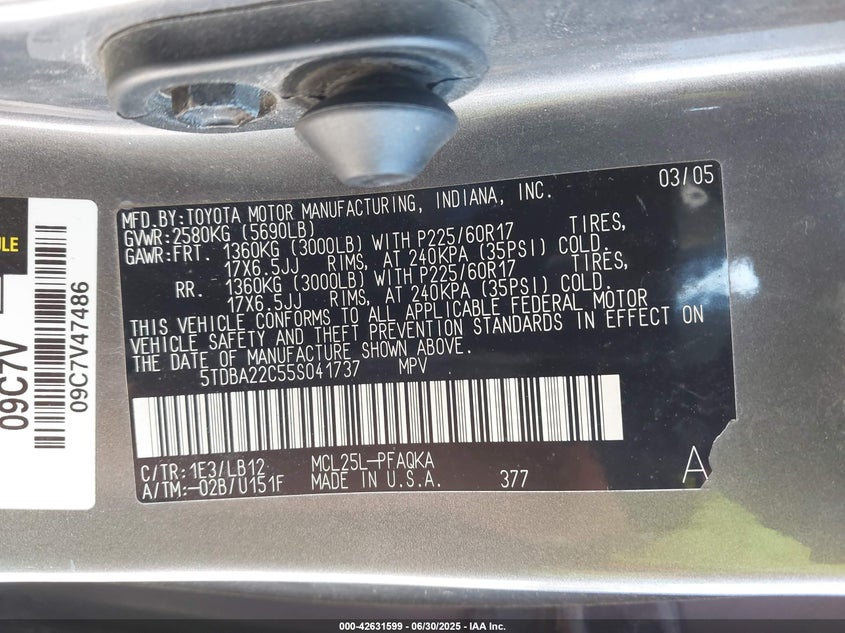 MFD.BY:TOYOTA MOTOR MANUFACTURING, INDIANA, INC. 03/05
GVWR:2580KG (5690LB)
GAWR:FRT. 1360KG (3000LB) WITH P225/60R17 TIRES,
17X6.5JJ RIMS, AT 240KPA (35PSI) COLD.
RR. 1360KG (3000LB) WITH P225/60R17 TIRES,
17X6.5JJ RIMS, AT 240KPA (35PSI) COLD.
THIS VEHICLE CONFORMS TO ALL APPLICABLE FEDERAL MOTOR
VEHICLE SAFETY AND THEFT PREVENTION STANDARDS IN EFFECT ON
THE DATE OF MANUFACTURE SHOWN ABOVE.
5TDBA22C55S041737 MPV
C/TR:1E3/LB12 MCL25L-PFAQKA A
A/TM:-02B/U151F MADE IN U.S.A. 377
ULE
09C7V
09C7V47486
000-42631599 / 06/30/2025 - IAA Inc.